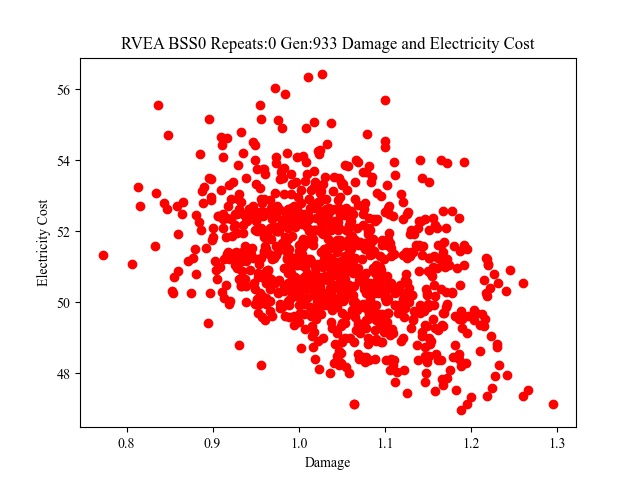 RVEA BSS0 Repeats:0 Gen:933 Damage and Electricity Cost
56
54
52
50
48
Electricity Cost
0.8 0.9 1.0 1.1 1.2 1.3
Damage